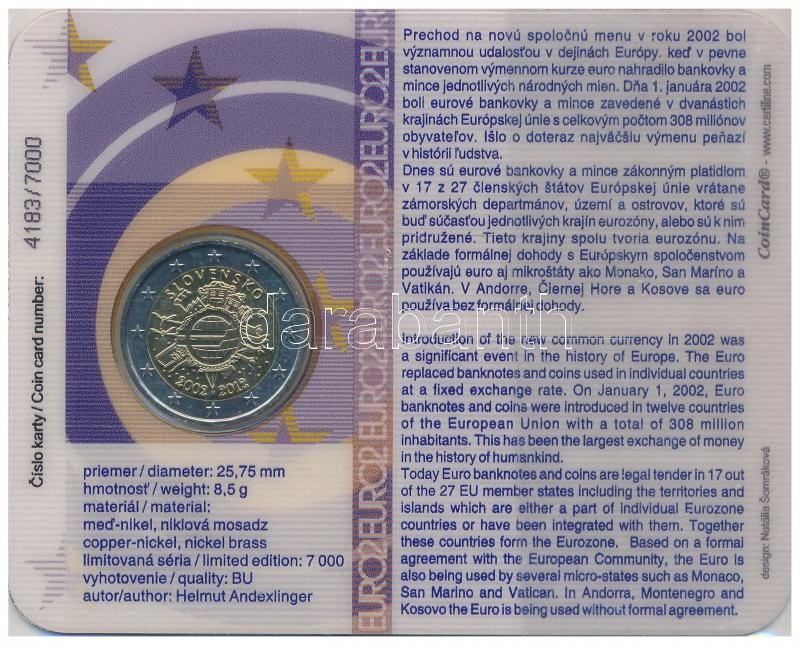 Číslo karty / Coin card number: 4183/7000
SLOVENSKO
2002 2012
priemer / diameter: 25,75 mm
hmotnosť / weight: 8,5 g
materiál / material:
meď-nikel, niklová mosadz
copper-nickel, nickel brass
limitovaná séria / limited edition: 7 000
vyhotovenie / quality: BU
autor/author: Helmut Andexlinger
EURO2EURO2EURO2EURO2EURO2EURO2EURO
Prechod na novú spoločnú menu v roku 2002 bol
významnou udalosťou v dejinách Európy. keď v pevne
stanovenom výmennom kurze euro nahradilo bankovky a
mince jednotlivých národných mien. Dňa 1. januára 2002
boli eurové bankovky a mince zavedené v dvanástich
krajinách Európskej únie s celkovým počtom 308 miliónov
obyvateľov. Išlo o doteraz najväčšiu výmenu peňazí
v histórii ľudstva.
Dnes sú eurové bankovky a mince zákonným platidlom
v 17 z 27 členských štátov Európskej únie vrátane
zámorských departmánov, území a ostrovov, ktoré sú
buď súčasťou jednotlivých krajín eurozóny, alebo sú k nim
pridružené. Tieto krajiny spolu tvoria eurozónu. Na
základe formálnej dohody s Európskym spoločenstvom
používajú euro aj mikroštáty ako Monako, San Maríno a
Vatikán. V Andorre, Čiernej Hore a Kosove sa euro
používa bez formálnej dohody.
darabanth
Introduction of the new common currency in 2002 was
a significant event in the history of Europe. The Euro
replaced banknotes and coins used in individual countries
at a fixed exchange rate. On January 1, 2002, Euro
banknotes and coins were introduced in twelve countries
of the European Union with a total of 308 million
inhabitants. This has been the largest exchange of money
in the history of humankind.
Today Euro banknotes and coins are legal tender in 17 out
of the 27 EU member states including the territories and
islands which are either a part of individual Eurozone
countries or have been integrated with them. Together
these countries form the Eurozone. Based on a formal
agreement with the European Community, the Euro is
also being used by several micro-states such as Monaco,
San Marino and Vatican. In Andorra, Montenegro and
Kosovo the Euro is being used without formal agreement.
CoinCard® - www.certiline.com
design: Natália Somráková